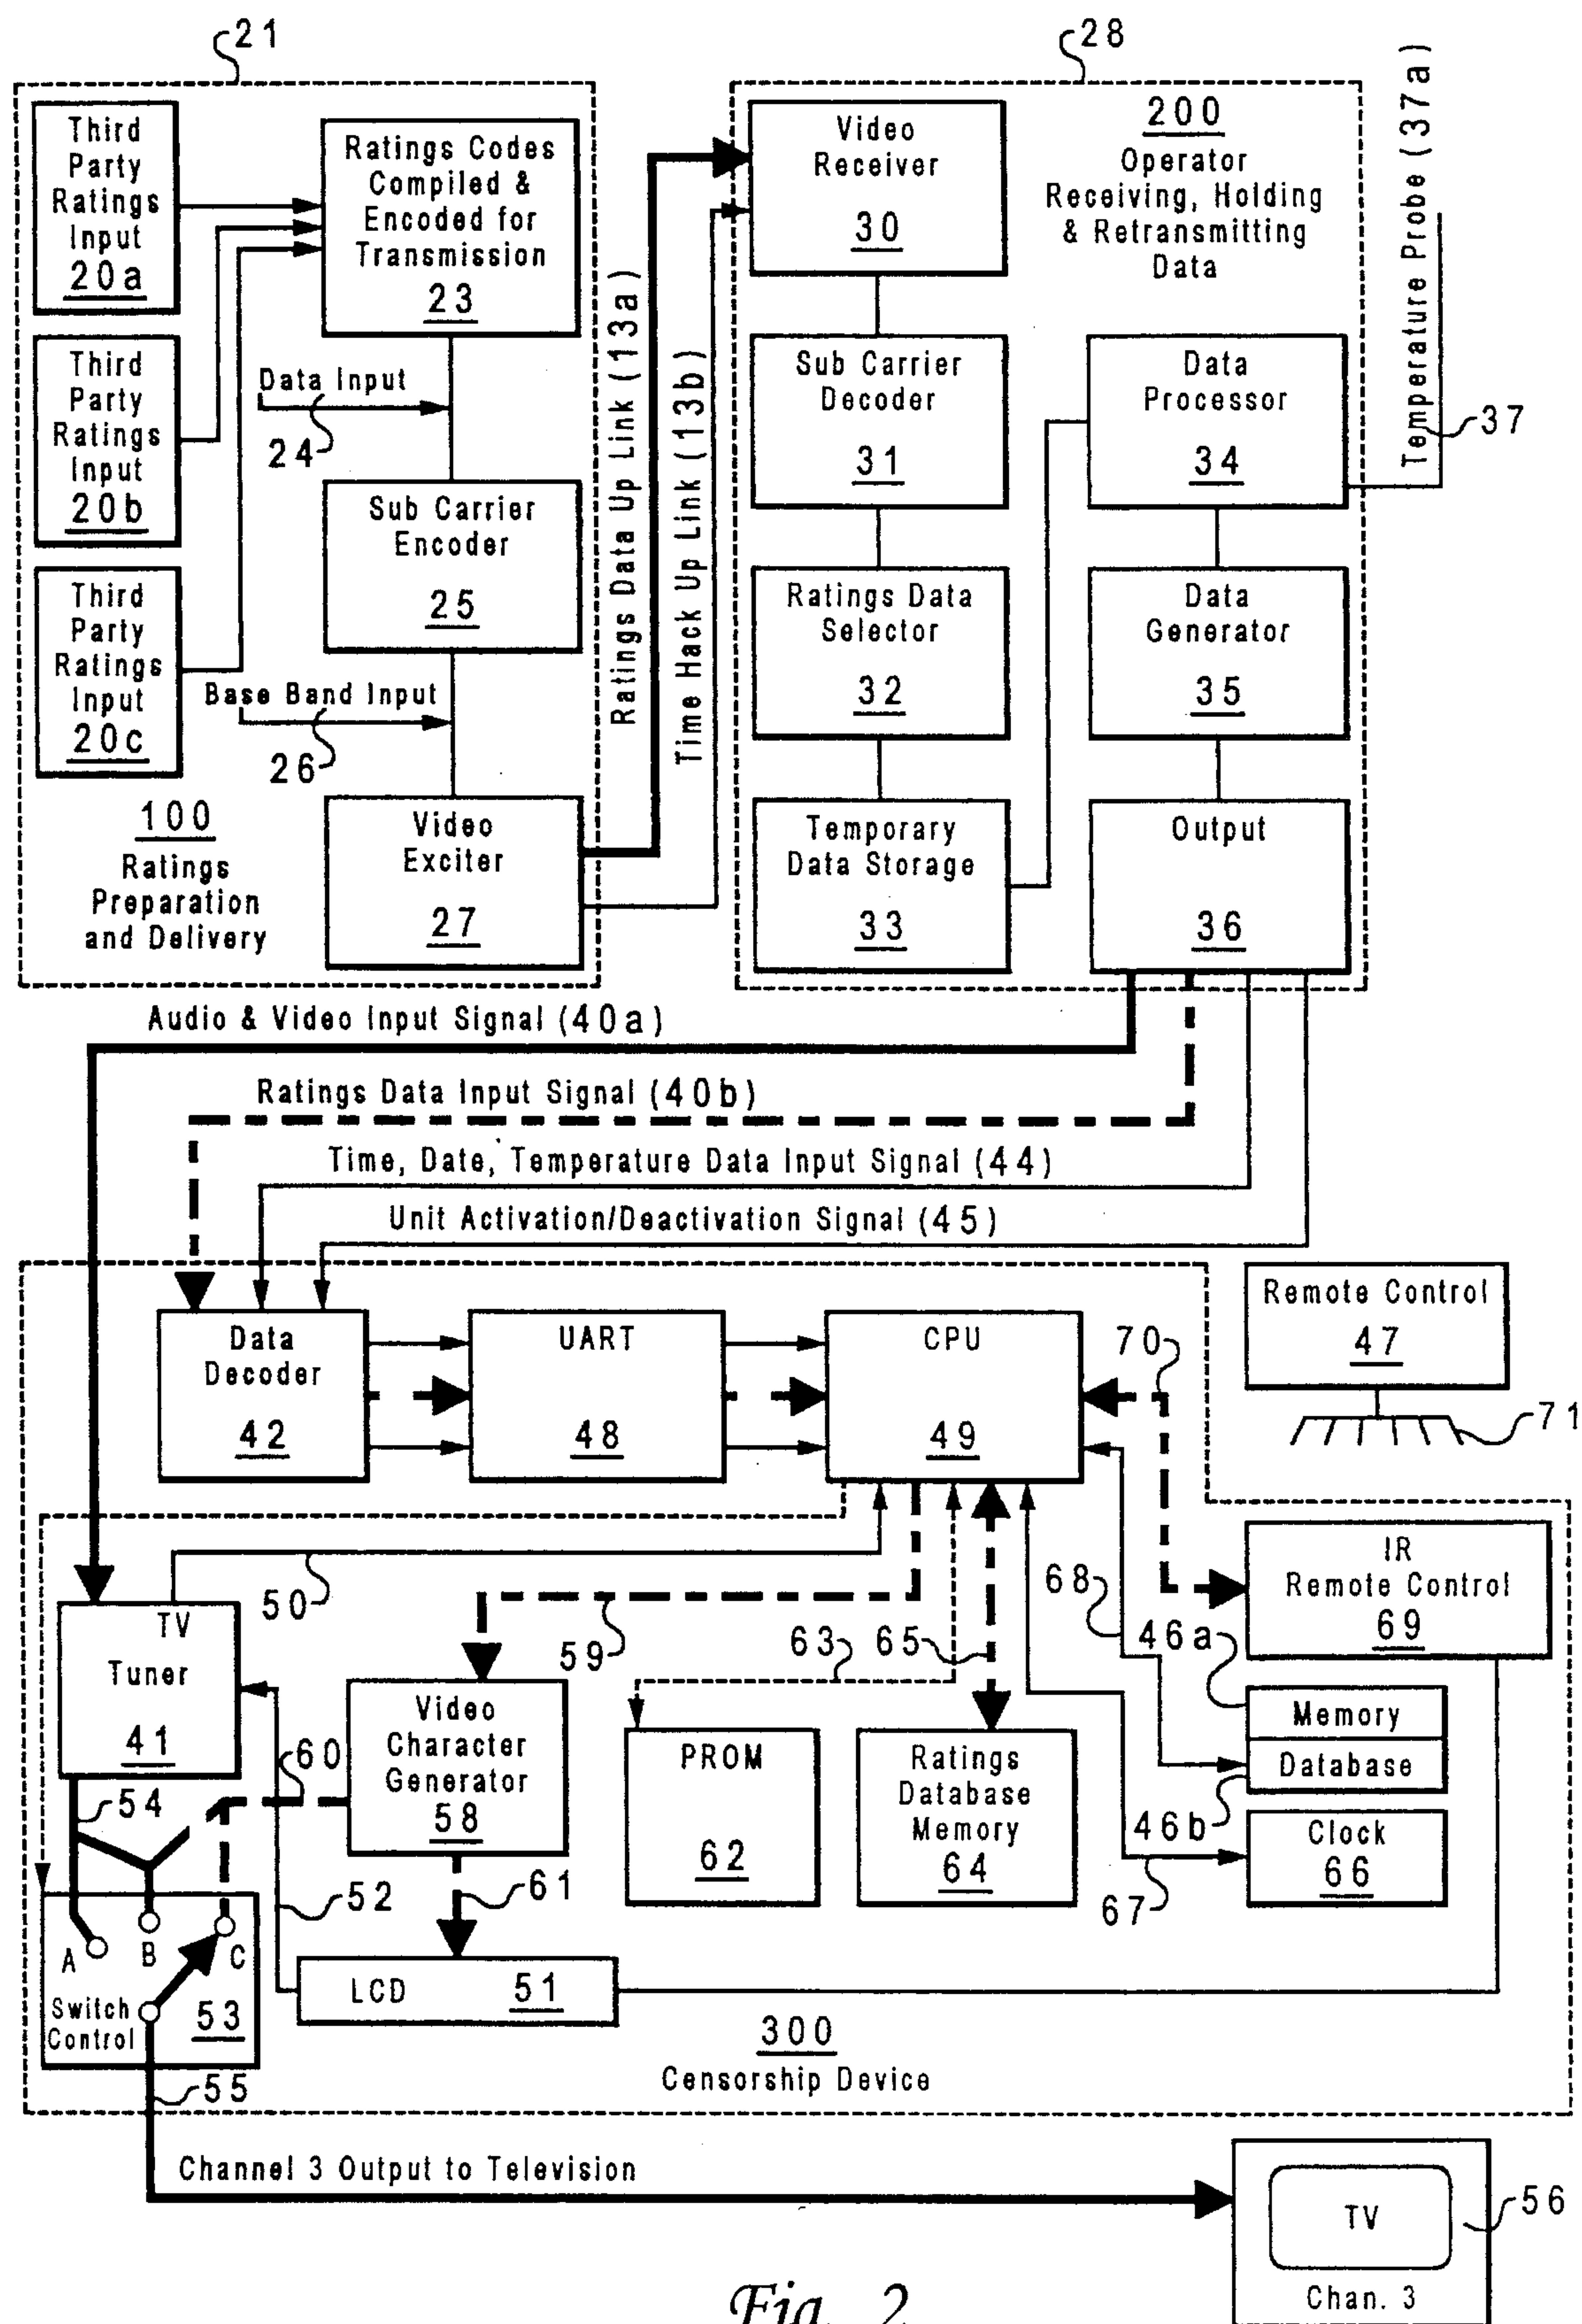 21
28
Third
Party
Ratings
Input
20a
Third
Party
Ratings
Input
20b
Third
Party
Ratings
Input
20c
Ratings Codes
Compiled &
Encoded for
Transmission
23
Data Input
24
Sub Carrier
Encoder
25
Base Band Input
26
Video
Exciter
27
100
Ratings
Preparation
and Delivery
Ratings Data Up Link (13a)
Time Hack Up Link (13b)
Video
Receiver
30
200
Operator
Receiving, Holding
& Retransmitting
Data
Temperature Probe (37a)
37
Sub Carrier
Decoder
31
Data
Processor
34
Ratings Data
Selector
32
Data
Generator
35
Temporary
Data Storage
33
Output
36
Audio & Video Input Signal (40a)
Ratings Data Input Signal (40b)
Time, Date, Temperature Data Input Signal (44)
Unit Activation/Deactivation Signal (45)
Data
Decoder
42
UART
48
CPU
49
70
Remote Control
47
71
50
59
63
65
68
46a
IR
Remote Control
69
TV
Tuner
41
60
Video
Character
Generator
58
PROM
62
Ratings
Database
Memory
64
Memory
Database
46b
Clock
66
67
54
52
61
A
B
C
Switch
Control
53
LCD
51
55
300
Censorship Device
Channel 3 Output to Television
TV
56
Chan. 3
Fig. 2